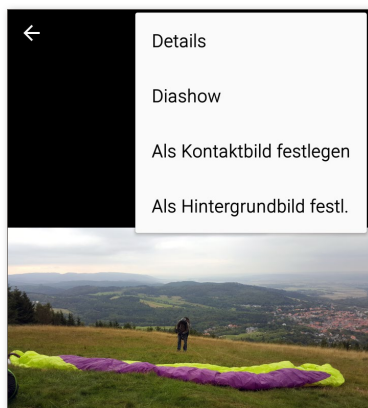 Details
Diashow
Als Kontaktbild festlegen
Als Hintergrundbild festl.